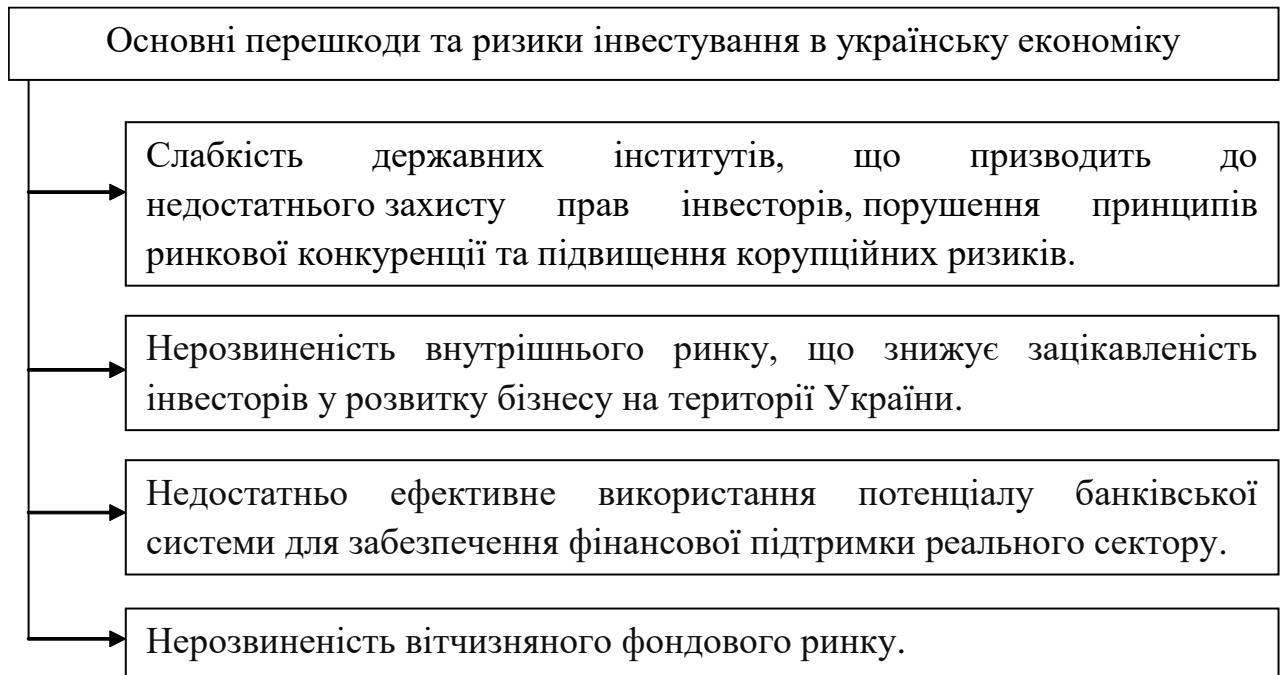 Основні перешкоди та ризики інвестування в українську економіку
Слабкість державних інститутів, що призводить до
недостатнього захисту прав інвесторів, порушення принципів
ринкової конкуренції та підвищення корупційних ризиків.
Нерозвиненість внутрішнього ринку, що знижує зацікавленість
інвесторів у розвитку бізнесу на території України.
Недостатньо ефективне використання потенціалу банківської
системи для забезпечення фінансової підтримки реального сектору.
Нерозвиненість вітчизняного фондового ринку.